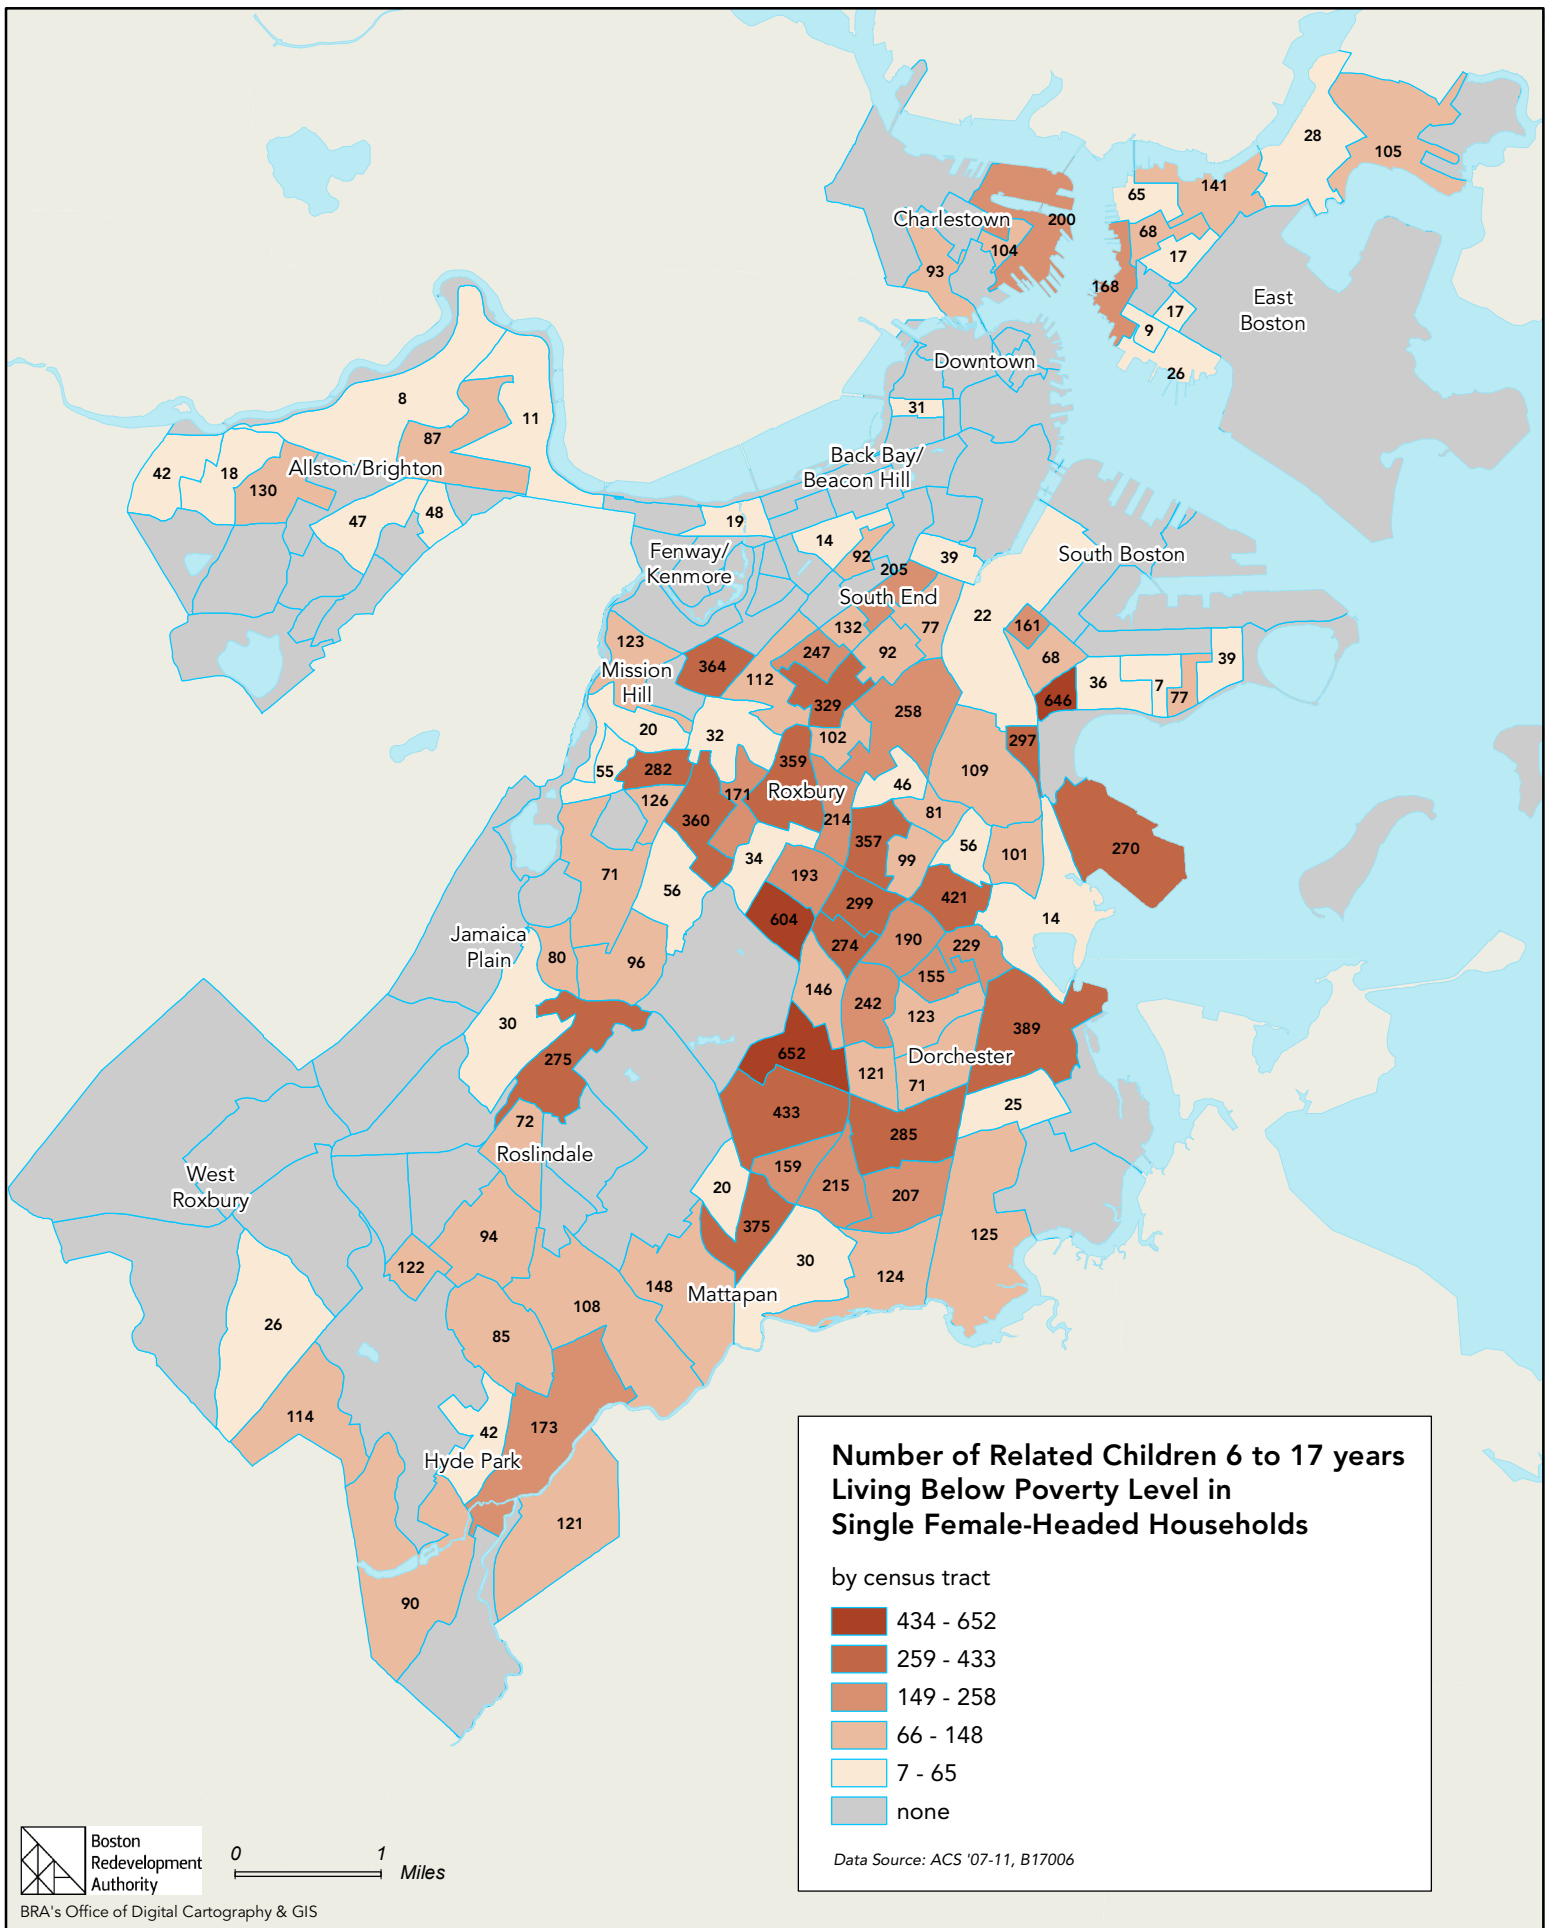 28
105
141
65
Charlestown
200
68
104
17
93
168
East
Boston
17
9
Downtown
26
8
31
11
87
Back Bay/
Beacon Hill
42
18
Allston/Brighton
130
48
47
19
14
Fenway/
Kenmore
92
39
South Boston
205
South End
22
161
77
132
123
247
92
68
39
Mission
Hill
364
112
36
7
77
646
329
258
20
32
102
297
55
282
359
109
171
Roxbury
46
126
360
214
81
357
56
270
101
34
99
71
193
56
421
299
604
14
Jamaica
Plain
274
190
229
80
96
155
146
242
123
30
389
652
Dorchester
275
121
71
433
25
72
285
Roslindale
159
West
Roxbury
20
215
207
375
94
125
122
30
124
148
Mattapan
108
26
85
114
173
42
Hyde Park
121
90
Number of Related Children 6 to 17 years
Living Below Poverty Level in
Single Female-Headed Households
by census tract
434 - 652
259 - 433
149 - 258
66 - 148
7 - 65
none
Data Source: ACS '07-11, B17006
Boston
Redevelopment
Authority
0 1
Miles
BRA's Office of Digital Cartography & GIS